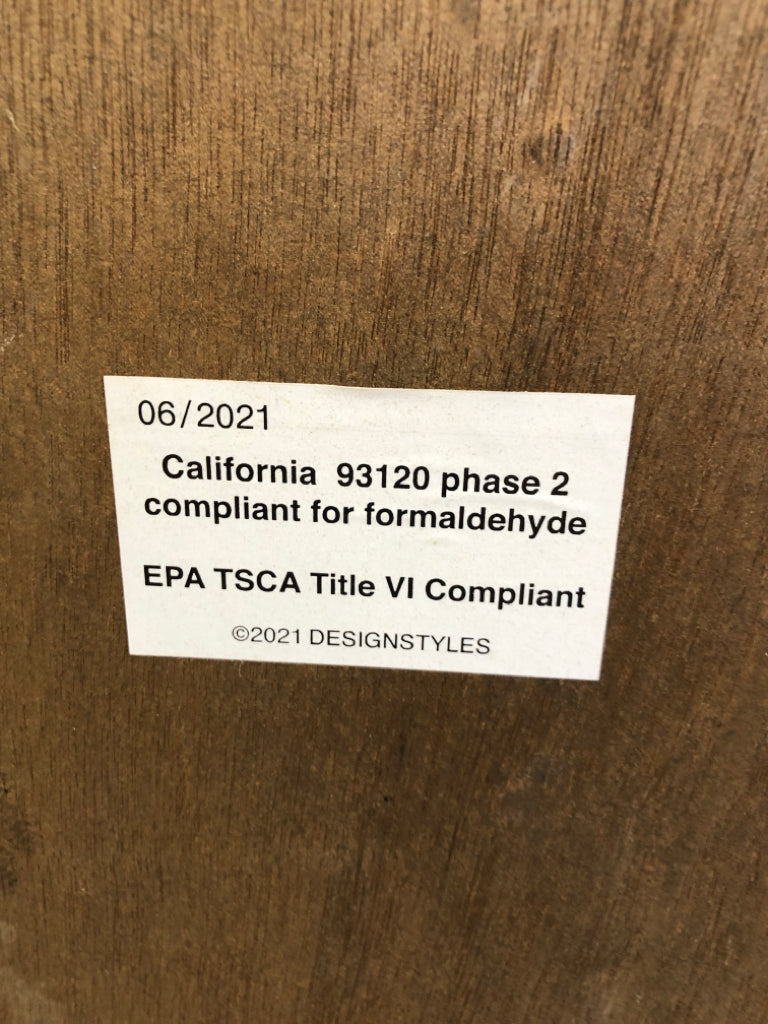 06/2021
California 93120 phase 2
compliant for formaldehyde
EPA TSCA Title VI Compliant
©2021 DESIGNSTYLES